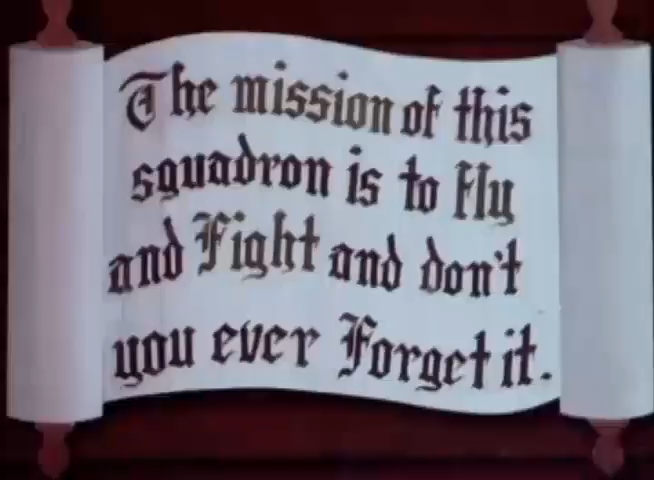 The mission of this
squadron is to fly
and Fight and don't
you ever Forget it.